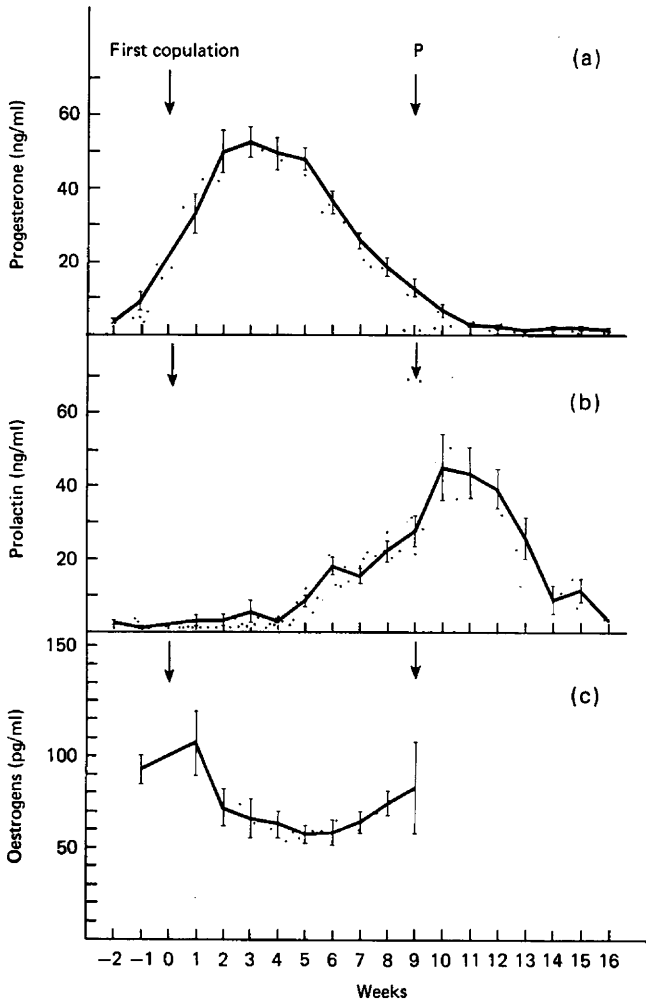 First copulation
P
(a)
Progesterone (ng/ml)
60
40
20
(b)
Prolactin (ng/ml)
60
40
20
(c)
Oestrogens (pg/ml)
150
100
50
−2 −1 0 1 2 3 4 5 6 7 8 9 10 11 12 13 14 15 16
Weeks